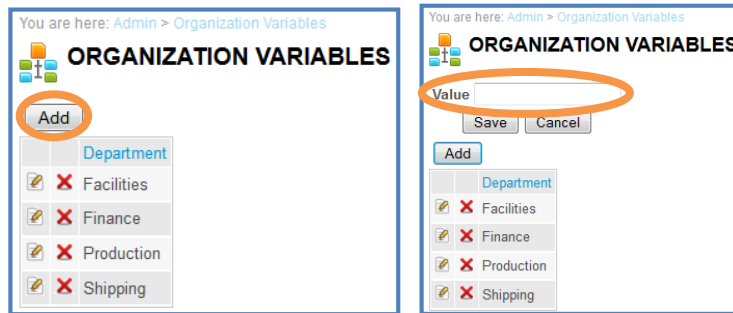 You are here: Admin > Organization Variables
ORGANIZATION VARIABLES
Add
Department
Facilities
Finance
Production
Shipping
You are here: Admin > Organization Variables
ORGANIZATION VARIABLES
Value
Save Cancel
Add
Department
Facilities
Finance
Production
Shipping